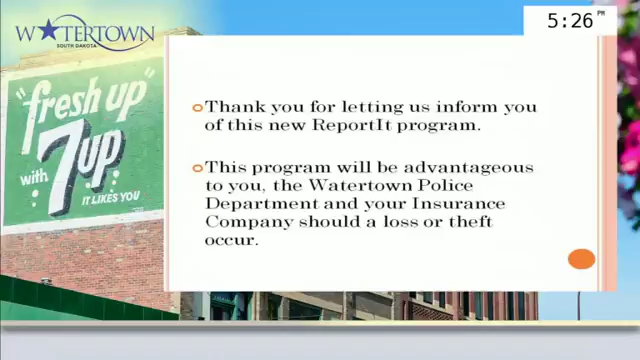 WATERTOWN
SOUTH DAKOTA
5:26 PM
"fresh up"
with 7up
IT LIKES YOU
Thank you for letting us inform you
of this new ReportIt program.
This program will be advantageous
to you, the Watertown Police
Department and your Insurance
Company should a loss or theft
occur.